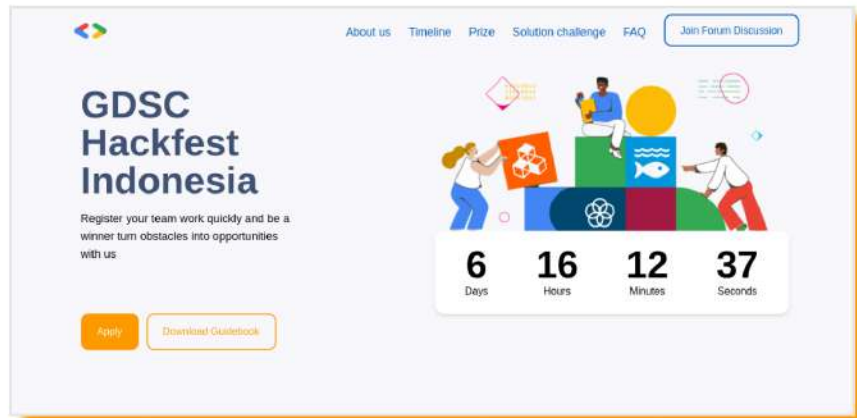 About us Timeline Prize Solution challenge FAQ Join Forum Discussion
GDSC
Hackfest
Indonesia
Register your team work quickly and be a
winner turn obstacles into opportunities
with us
6 16 12 37
Days Hours Minutes Seconds
Apply Download Guidebook